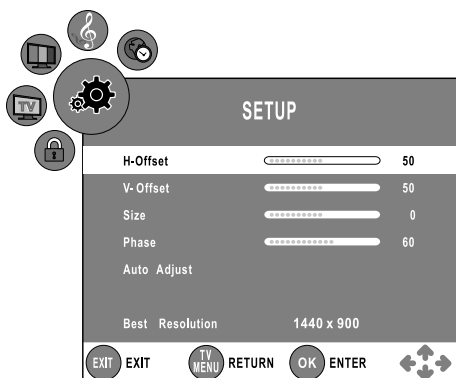 TV
SETUP
H-Offset 50
V- Offset 50
Size 0
Phase 60
Auto Adjust
Best Resolution 1440 x 900
EXIT EXIT TV MENU RETURN OK ENTER